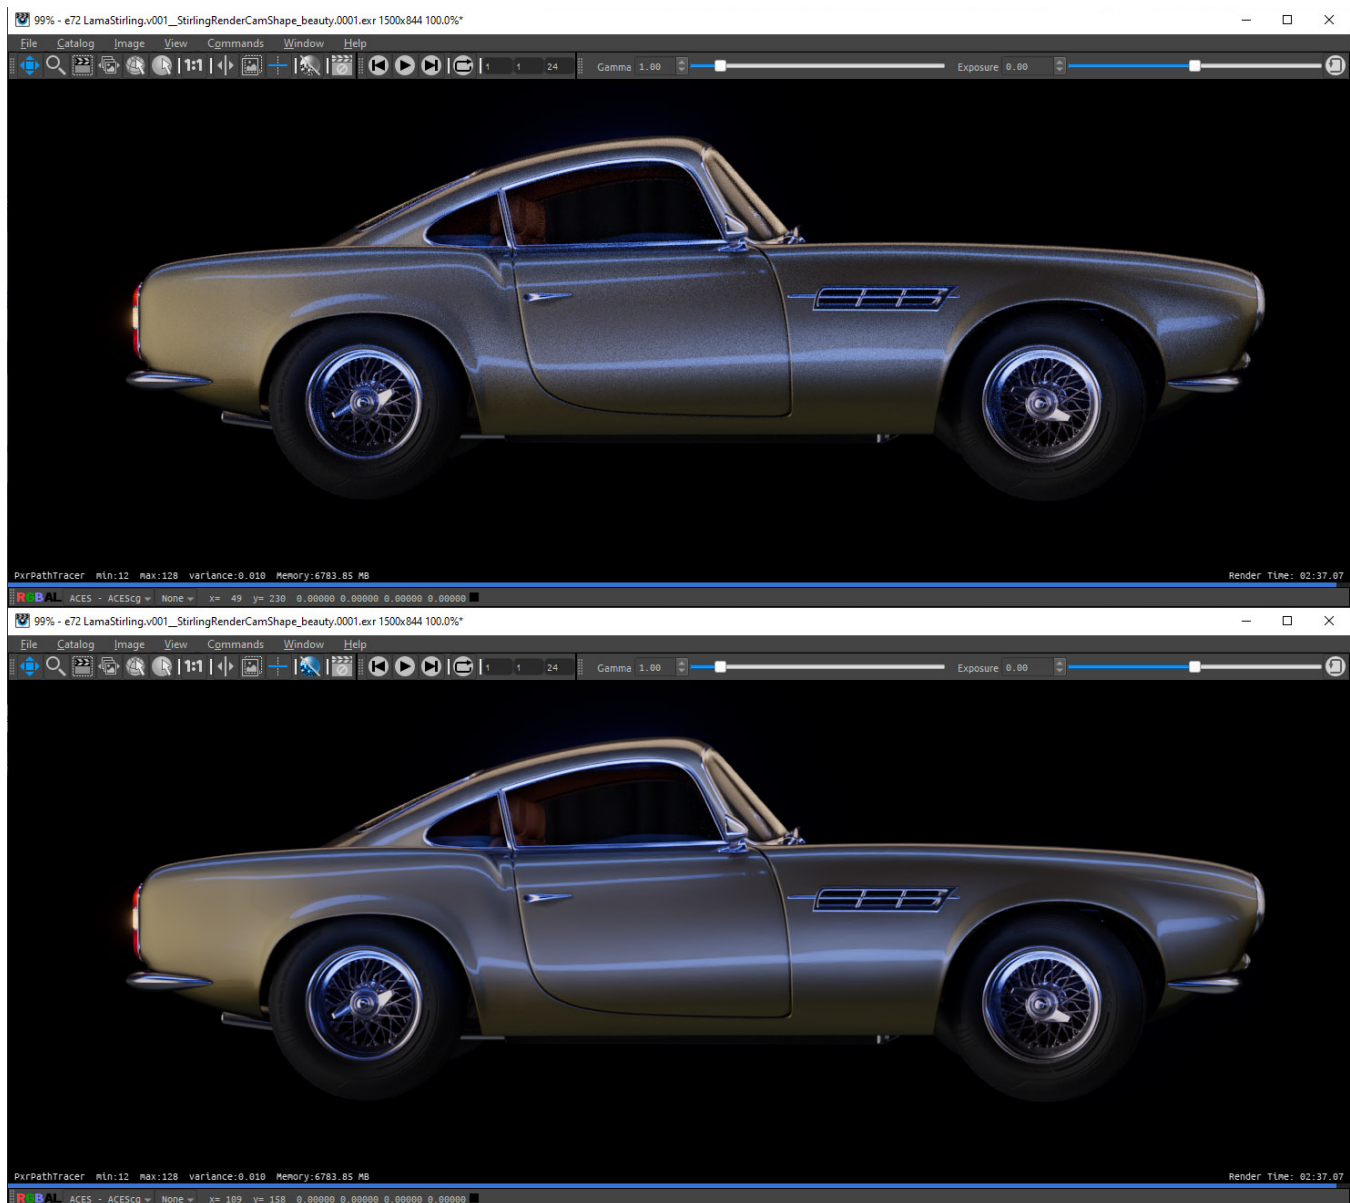 99% - e72 LamaStirling.v001__StirlingRenderCamShape_beauty.0001.exr 1500x844 100.0%*
File Catalog Image View Commands Window Help
1:1 1 1 24 Gamma 1.00 Exposure 0.00
PxrPathTracer min:12 max:128 variance:0.010 Memory:6783.85 MB Render Time: 02:37.07
RGBAL ACES - ACEScg None x= 49 y= 230 0.00000 0.00000 0.00000 0.00000
99% - e72 LamaStirling.v001__StirlingRenderCamShape_beauty.0001.exr 1500x844 100.0%*
File Catalog Image View Commands Window Help
1:1 1 1 24 Gamma 1.00 Exposure 0.00
PxrPathTracer min:12 max:128 variance:0.010 Memory:6783.85 MB Render Time: 02:37.07
RGBAL ACES - ACEScg None x= 109 y= 158 0.00000 0.00000 0.00000 0.00000